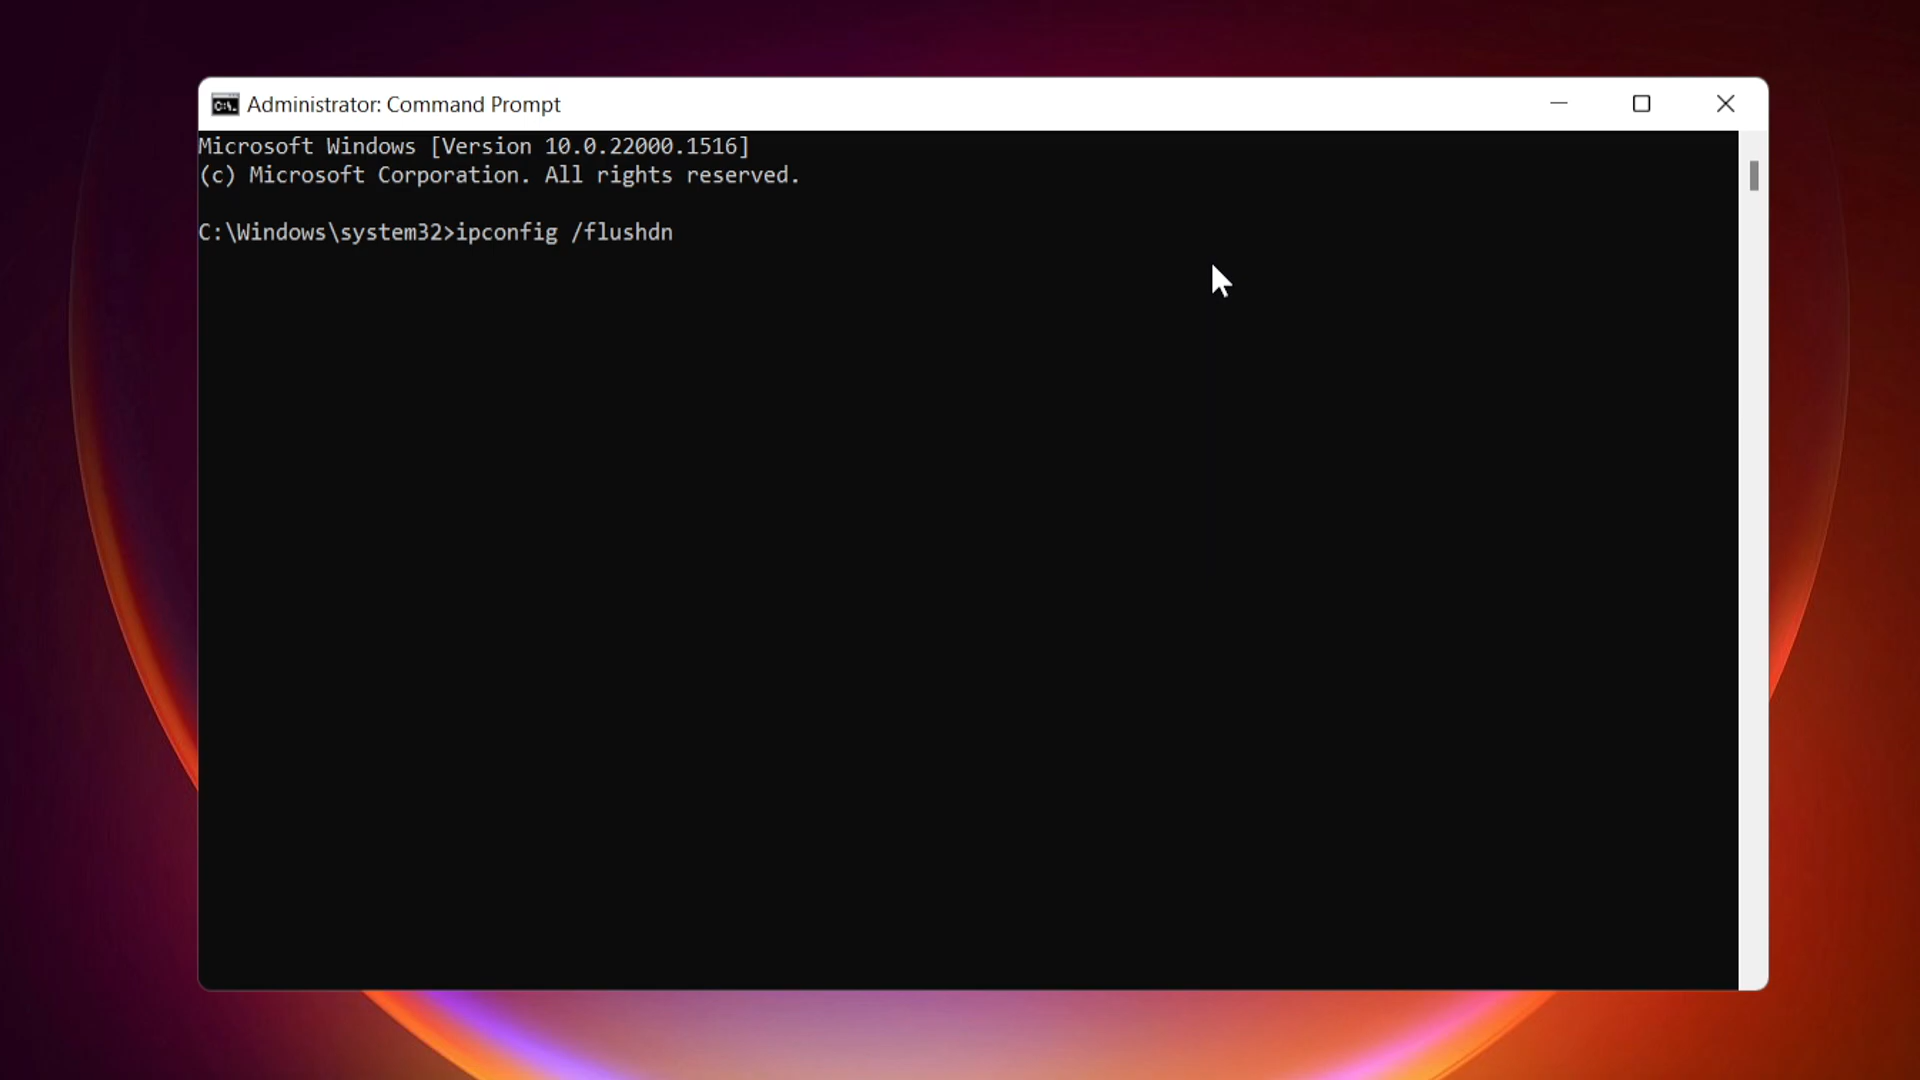 Administrator: Command Prompt
Microsoft Windows [Version 10.0.22000.1516]
(c) Microsoft Corporation. All rights reserved.
C:\Windows\system32>ipconfig /flushdn